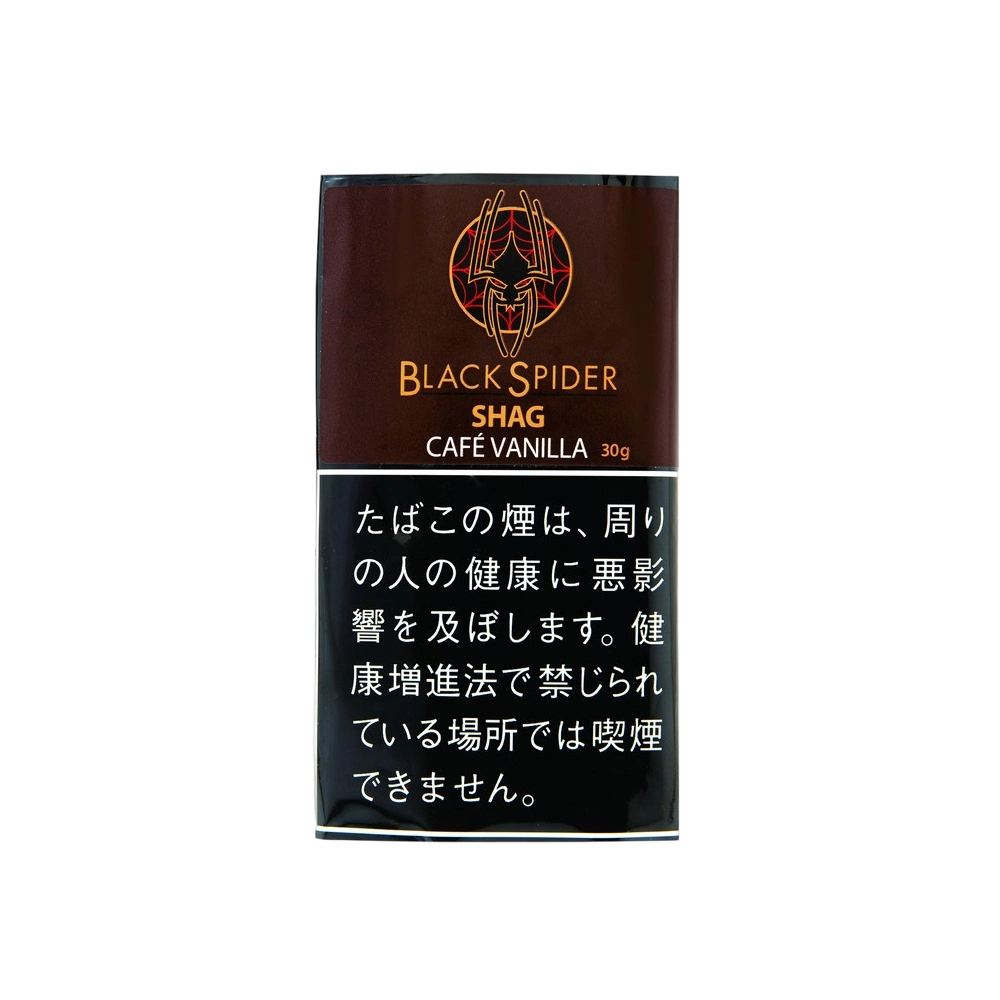 BLACK SPIDER
SHAG
CAFÉ VANILLA 30g
たばこの煙は、周り
の人の健康に悪影
響を及ぼします。健
康増進法で禁じられ
ている場所では喫煙
できません。